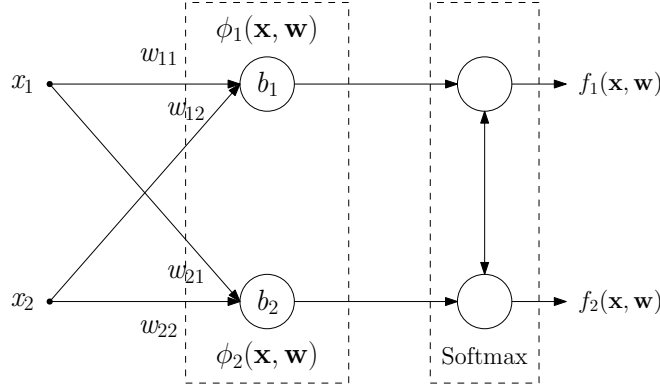 ϕ₁(x, w)
w₁₁
x₁
b₁
f₁(x, w)
w₁₂
w₂₁
x₂
b₂
f₂(x, w)
w₂₂
ϕ₂(x, w)
Softmax